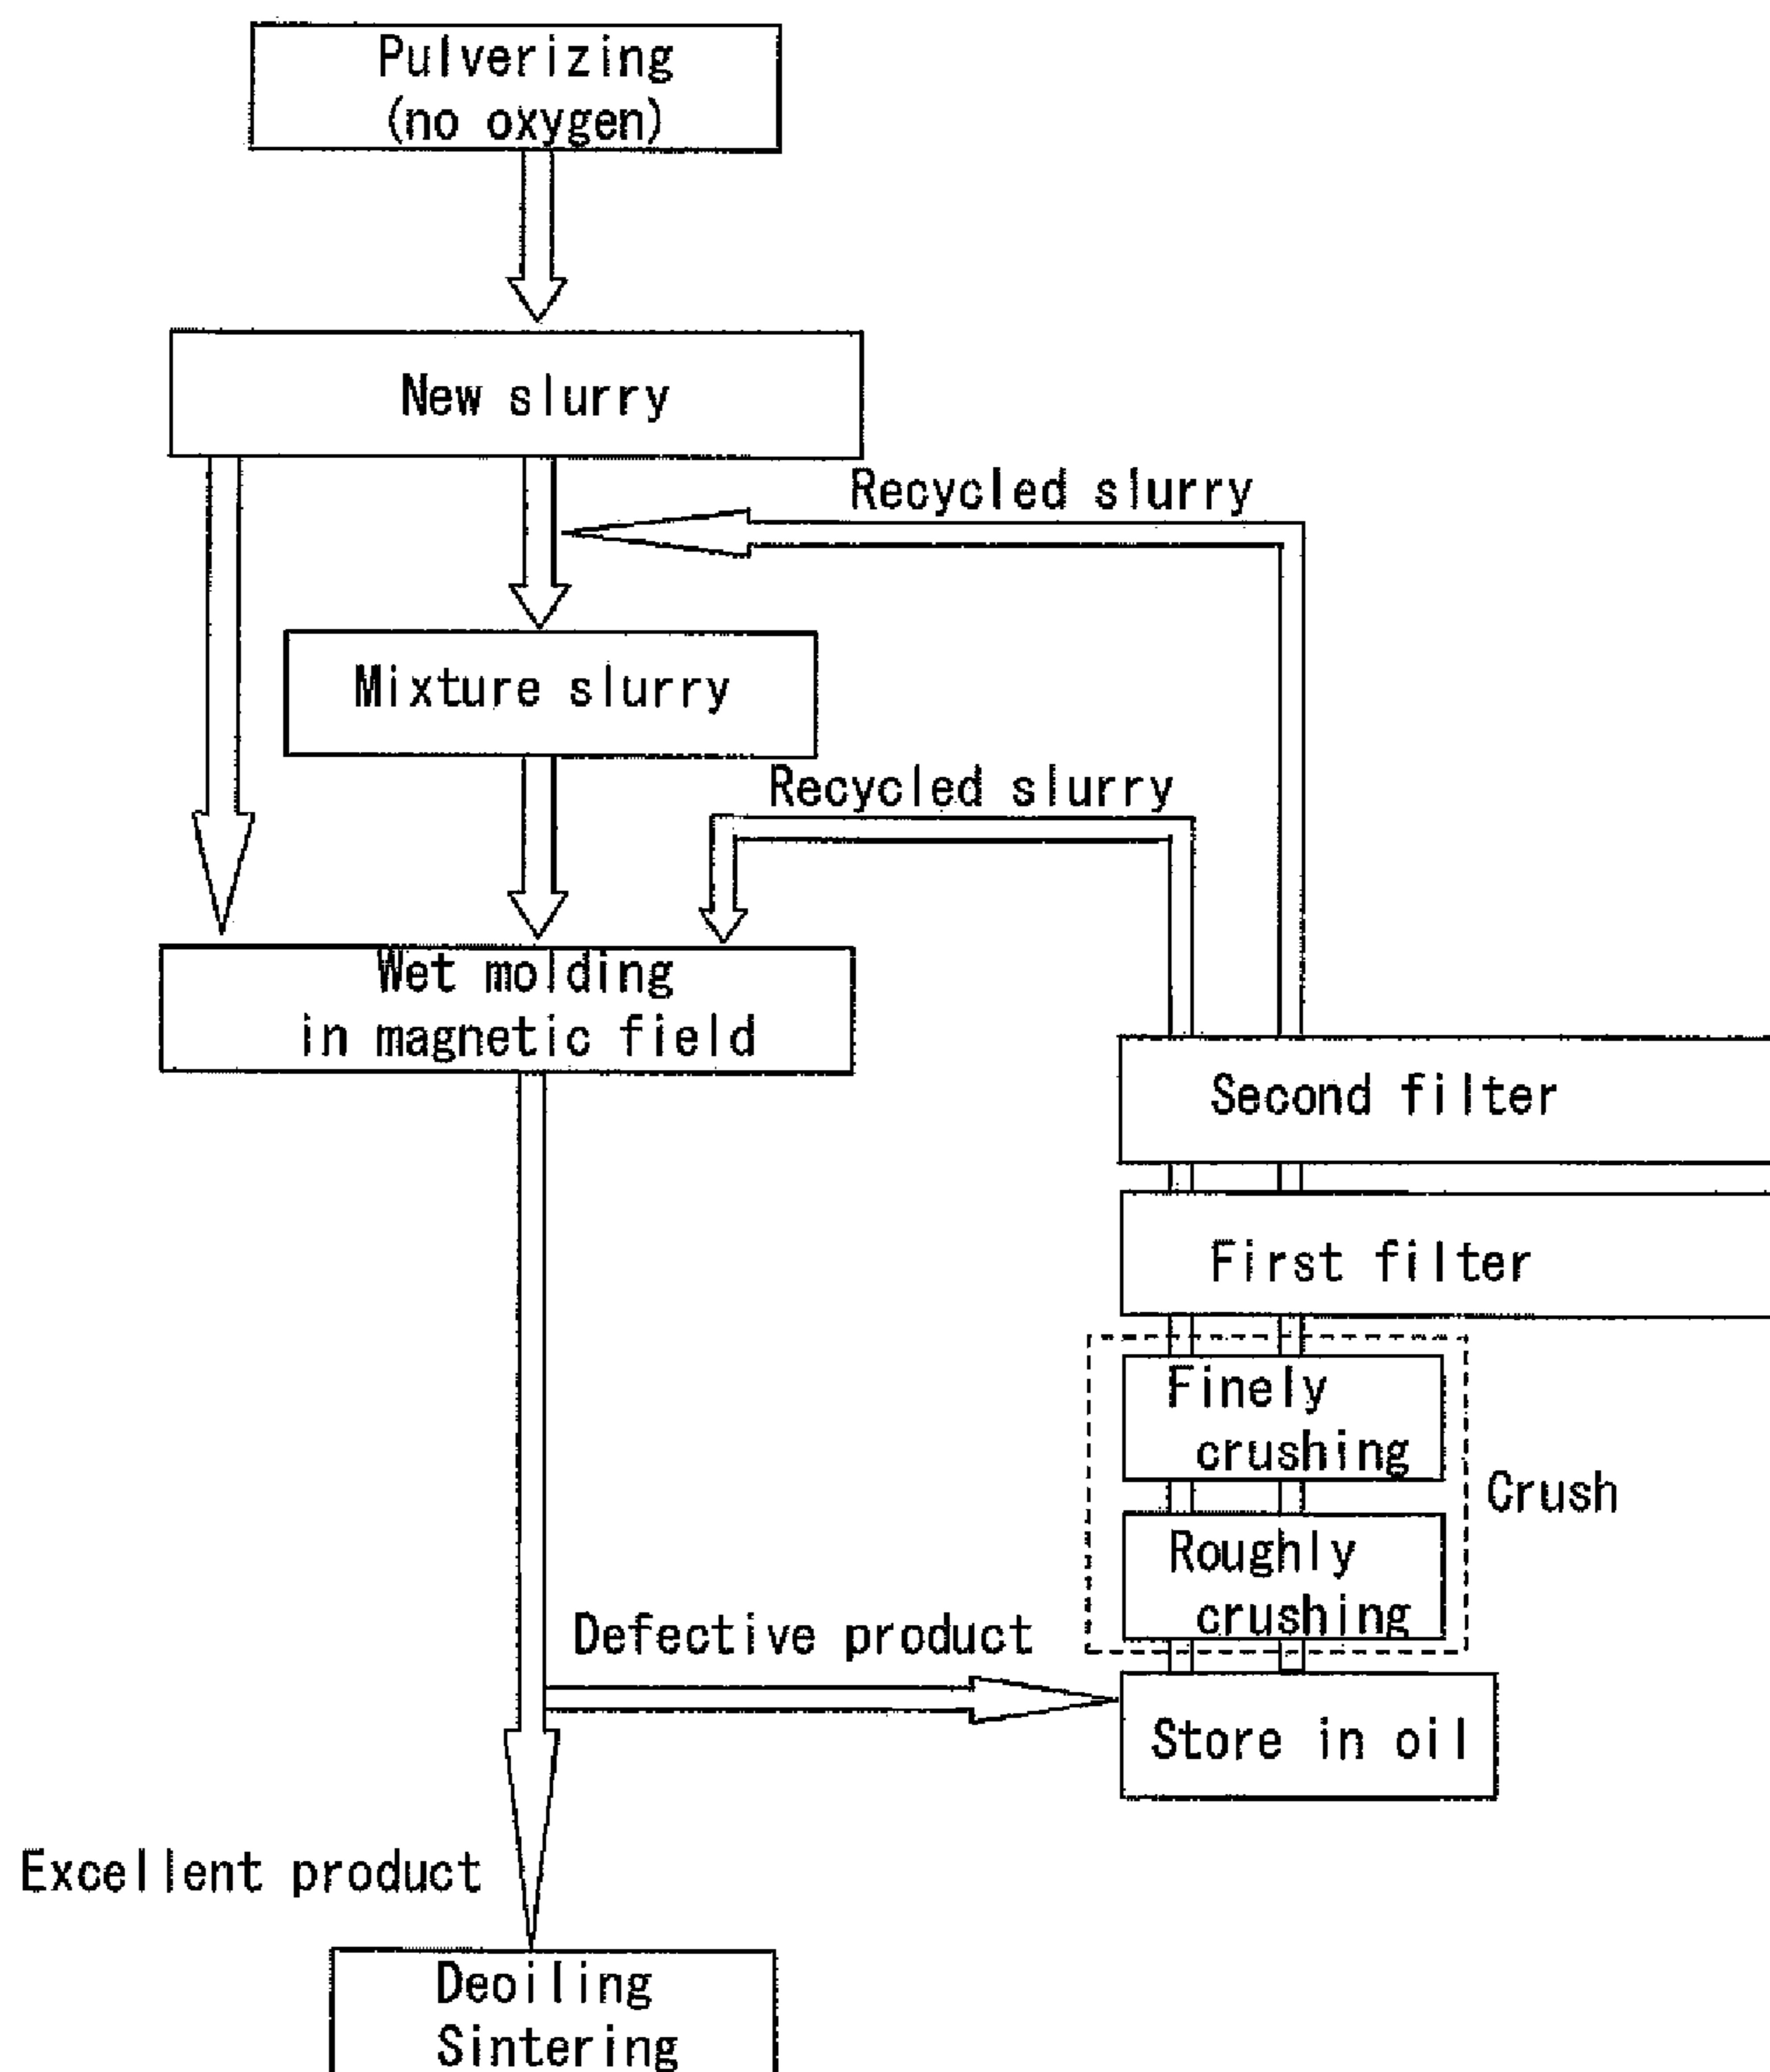 Pulverizing
(no oxygen)
New slurry
Recycled slurry
Mixture slurry
Recycled slurry
Wet molding
in magnetic field
Second filter
First filter
Finely
crushing
Crush
Roughly
crushing
Defective product
Store in oil
Excellent product
Deoiling
Sintering